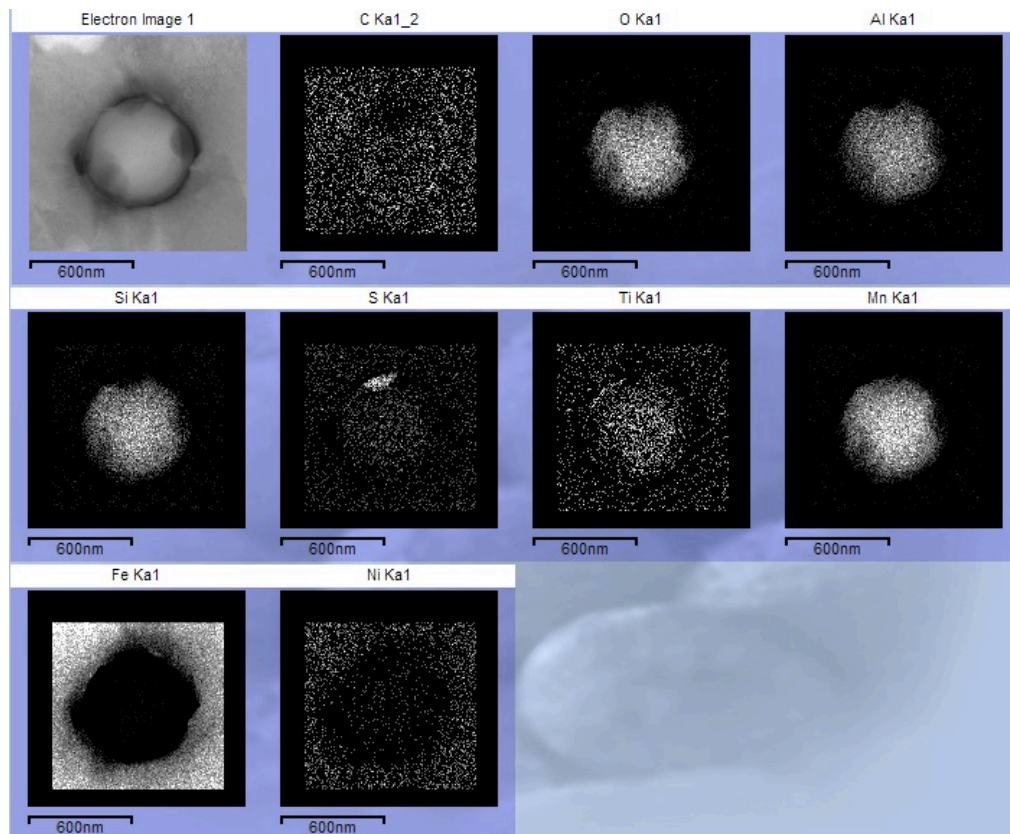 Electron Image 1
C Ka1_2
O Ka1
Al Ka1
600nm
600nm
600nm
600nm
Si Ka1
S Ka1
Ti Ka1
Mn Ka1
600nm
600nm
600nm
600nm
Fe Ka1
Ni Ka1
600nm
600nm